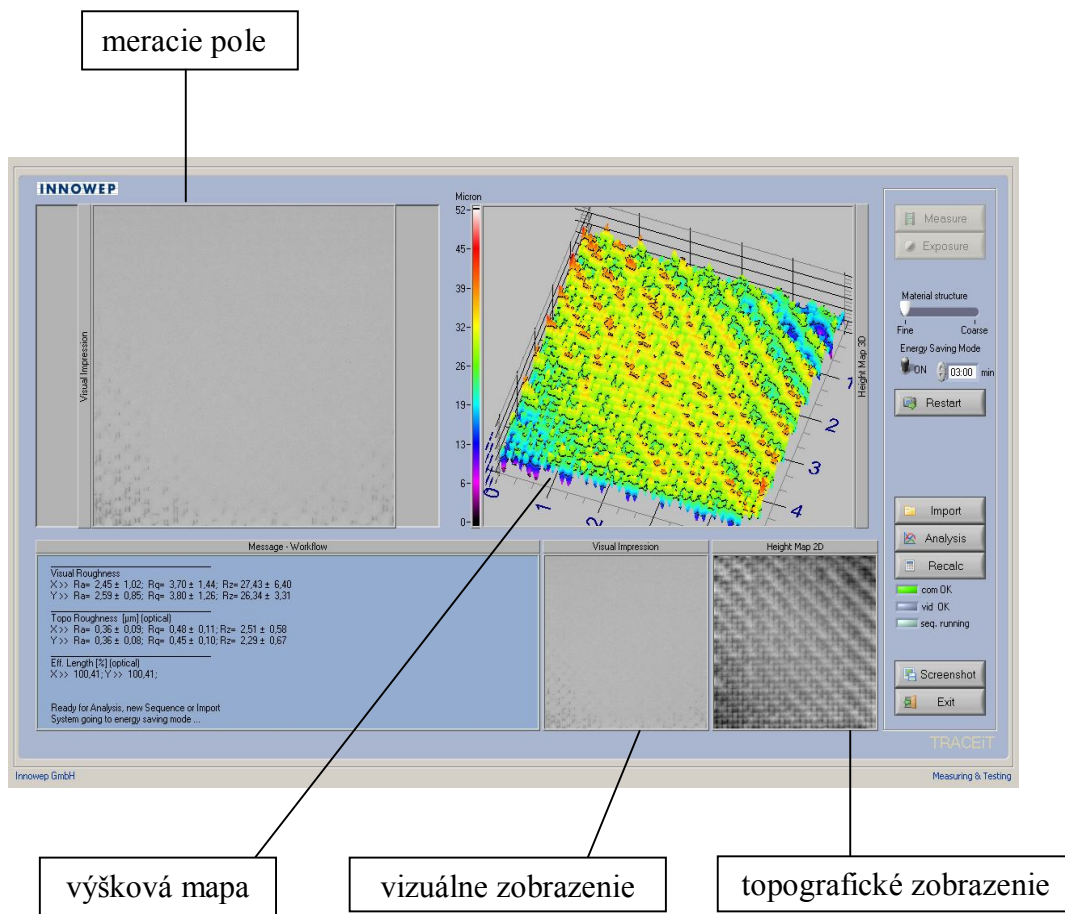 meracie pole
INNOWEP
Visual Impression
Micron
52
45
39
32
26
19
13
6
0
0
1
2
1
2
3
4
Height Map 3D
Measure
Exposure
Material structure
Fine Coarse
Energy Saving Mode
ON 03:00 min
Restart
Import
Analysis
Recalc
com OK
vid OK
seq. running
Screenshot
Exit
Message - Workflow
Visual Roughness
X >> Ra= 2,45 ± 1,02; Rq= 3,70 ± 1,44; Rz= 27,43 ± 6,40
Y >> Ra= 2,59 ± 0,85; Rq= 3,80 ± 1,26; Rz= 26,34 ± 3,31
Topo Roughness [µm] (optical)
X >> Ra= 0,36 ± 0,09; Rq= 0,48 ± 0,11; Rz= 2,51 ± 0,58
Y >> Ra= 0,36 ± 0,08; Rq= 0,45 ± 0,10; Rz= 2,29 ± 0,67
Eff. Length [%] (optical)
X >> 100,41; Y >> 100,41;
Ready for Analysis, new Sequence or Import
System going to energy saving mode ...
Visual Impression
Height Map 2D
TRACEiT
Innowep GmbH
Measuring & Testing
výšková mapa
vizuálne zobrazenie
topografické zobrazenie